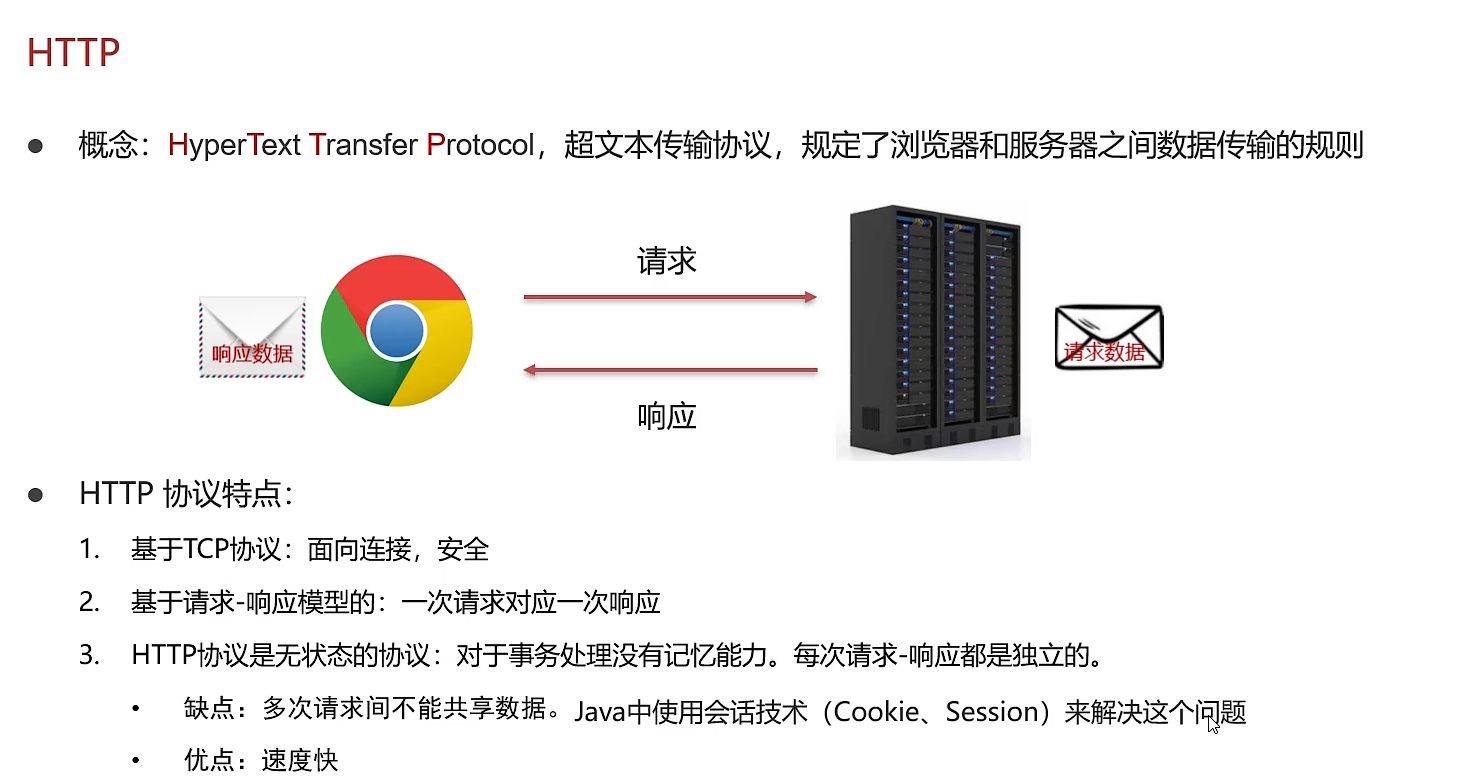 HTTP
● 概念：HyperText Transfer Protocol，超文本传输协议，规定了浏览器和服务器之间数据传输的规则
请求
响应数据
请求数据
响应
● HTTP 协议特点：
1. 基于TCP协议：面向连接，安全
2. 基于请求-响应模型的：一次请求对应一次响应
3. HTTP协议是无状态的协议：对于事务处理没有记忆能力。每次请求-响应都是独立的。
• 缺点：多次请求间不能共享数据。Java中使用会话技术（Cookie、Session）来解决这个问题
• 优点：速度快